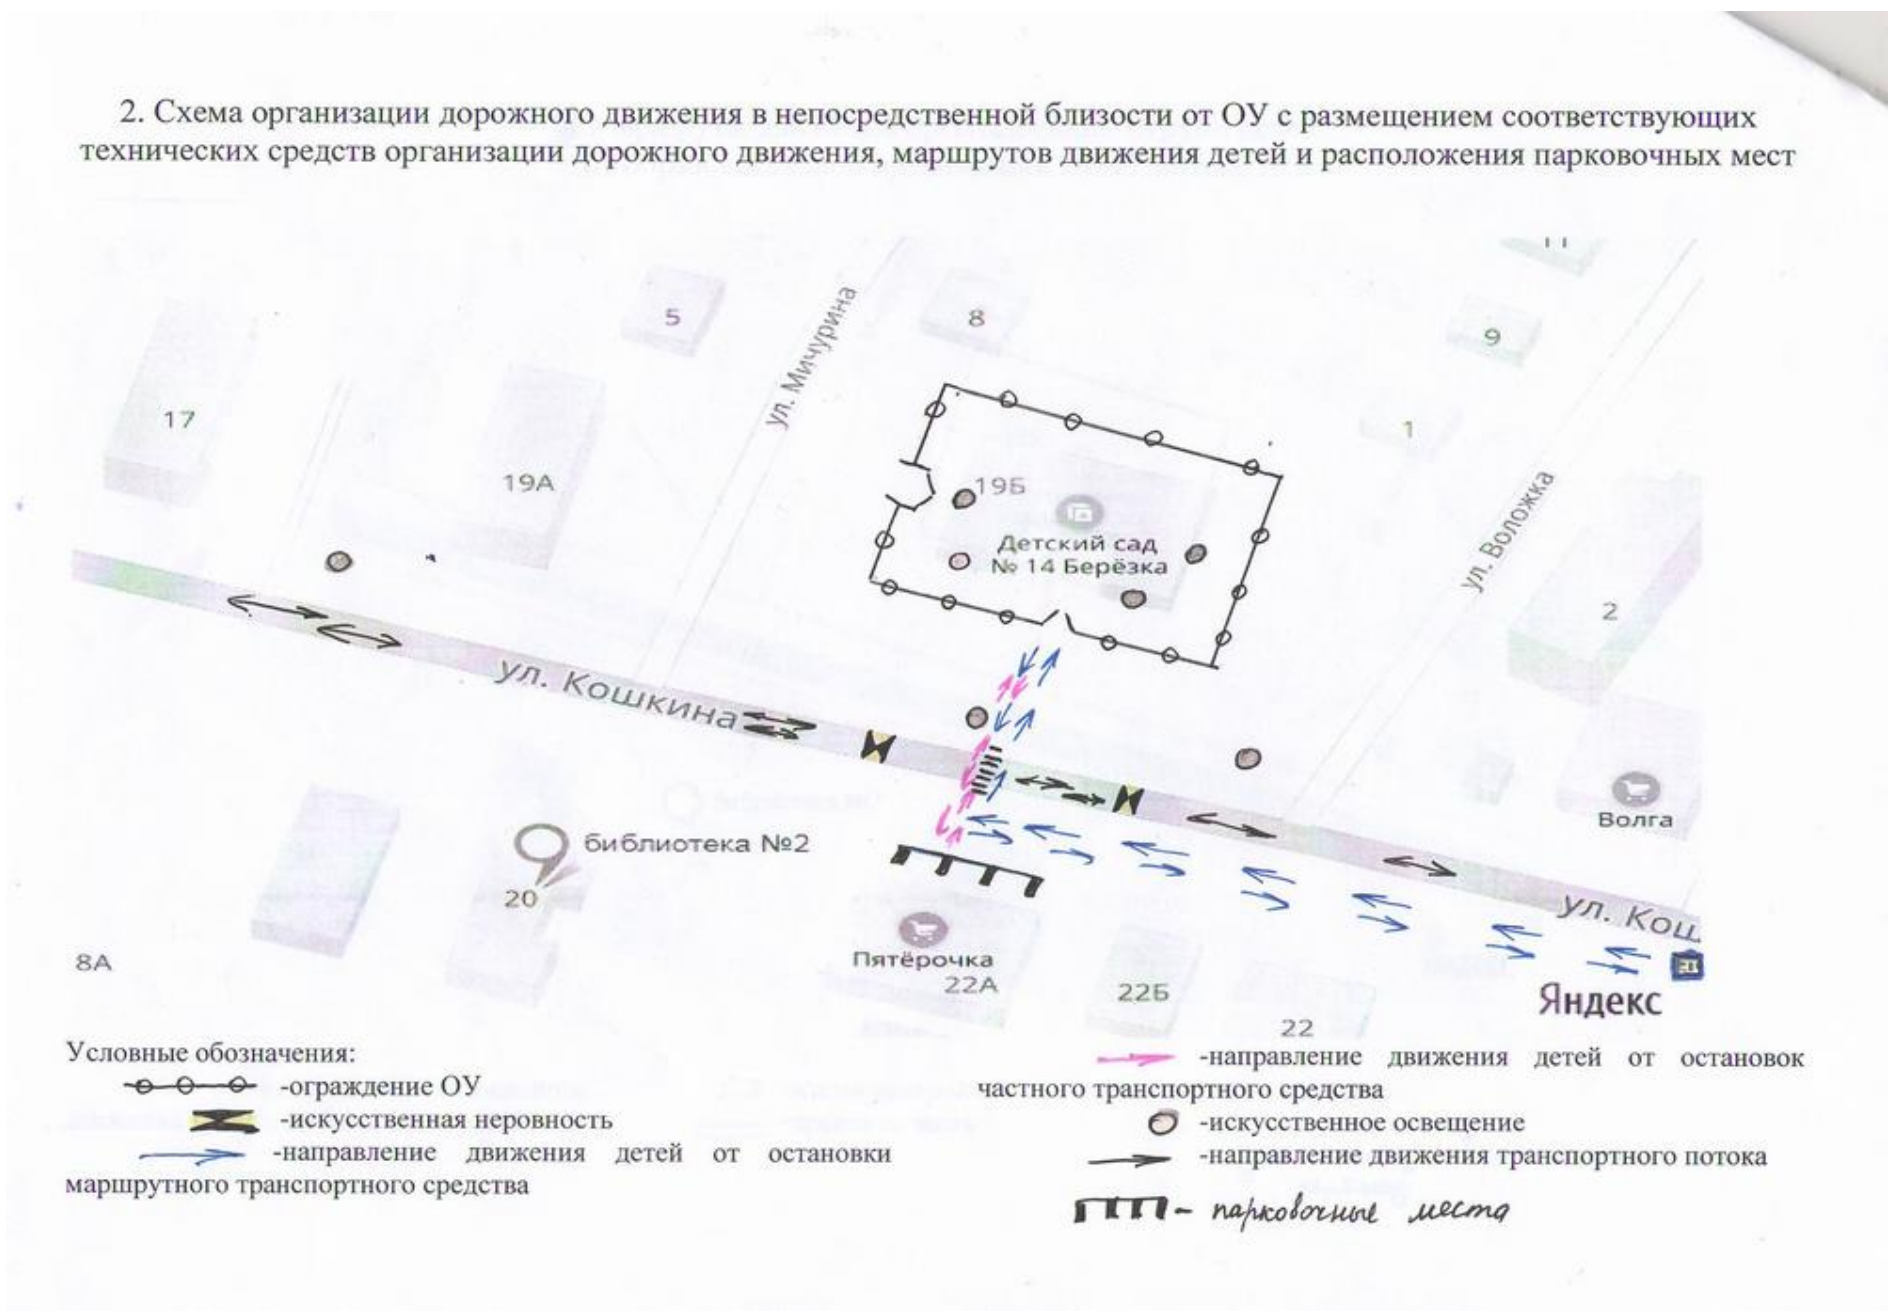 2. Схема организации дорожного движения в непосредственной близости от ОУ с размещением соответствующих
технических средств организации дорожного движения, маршрутов движения детей и расположения парковочных мест
11
5
8
9
ул. Мичурина
17
1
19А
19Б
Детский сад
№ 14 Берёзка
ул. Воложка
2
ул. Кошкина
Волга
библиотека №2
20
ул. Кош
Пятёрочка
22А
8А
22Б
22
Яндекс
Условные обозначения:
-ограждение ОУ
-искусственная неровность
-направление движения детей от остановки
маршрутного транспортного средства
-направление движения детей от остановок
частного транспортного средства
-искусственное освещение
-направление движения транспортного потока
- парковочные места